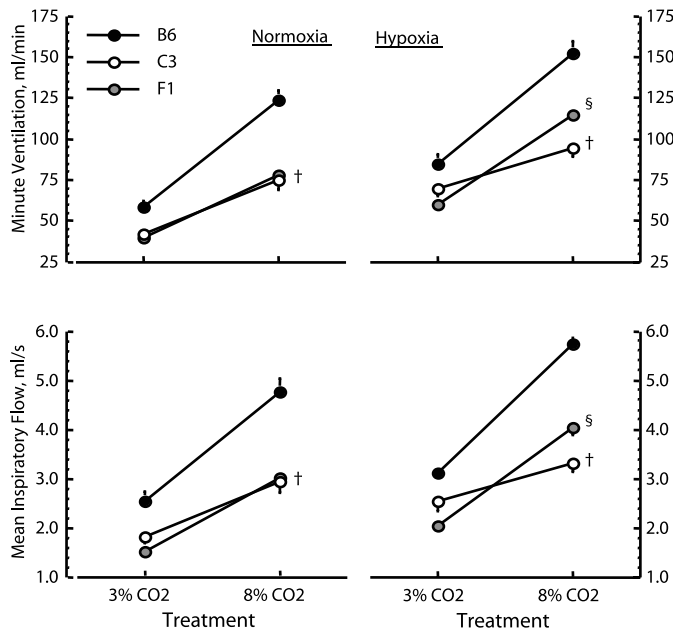 B6
C3
F1
Normoxia
Hypoxia
Minute Ventilation, ml/min
175
150
125
100
75
50
25
†
§
†
175
150
125
100
75
50
25
Mean Inspiratory Flow, ml/s
6.0
5.0
4.0
3.0
2.0
1.0
†
§
†
6.0
5.0
4.0
3.0
2.0
1.0
3% CO2 8% CO2
3% CO2 8% CO2
Treatment
Treatment